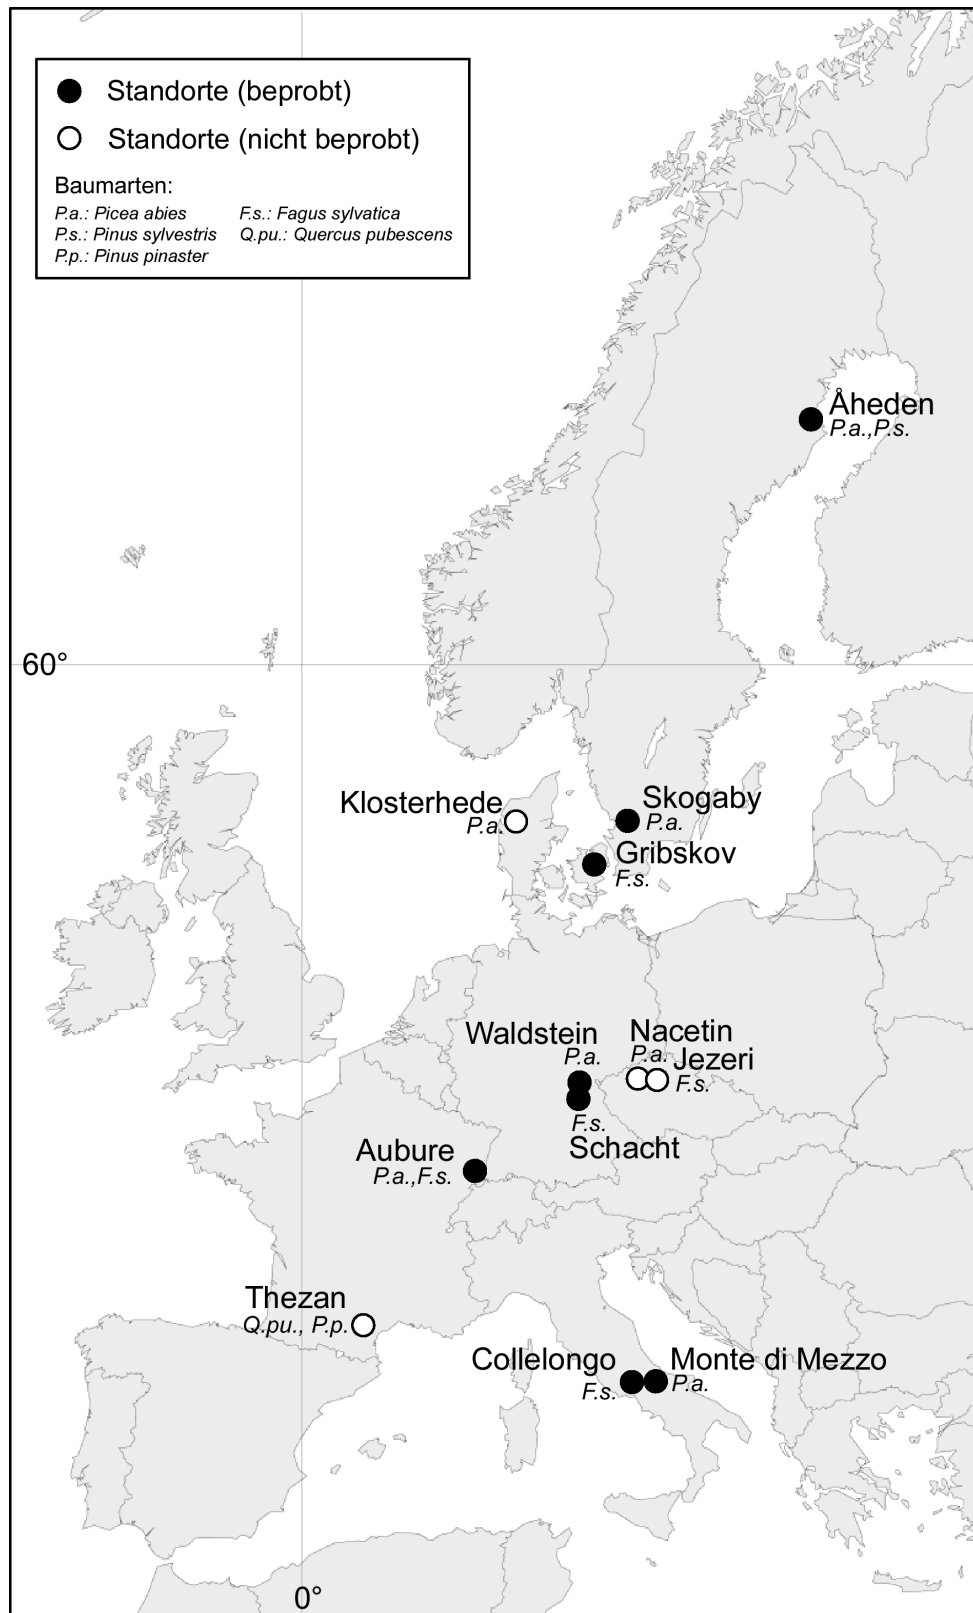 Standorte (beprobt)
Standorte (nicht beprobt)
Baumarten:
P.a.: Picea abies F.s.: Fagus sylvatica
P.s.: Pinus sylvestris Q.pu.: Quercus pubescens
P.p.: Pinus pinaster
Åheden
P.a.,P.s.
60°
Klosterhede
P.a.
Skogaby
P.a.
Gribskov
F.s.
Waldstein
P.a.
Nacetin
P.a.
Jezeri
F.s.
F.s.
Schacht
Aubure
P.a.,F.s.
Thezan
Q.pu., P.p.
Collelongo
F.s.
Monte di Mezzo
P.a.
0°